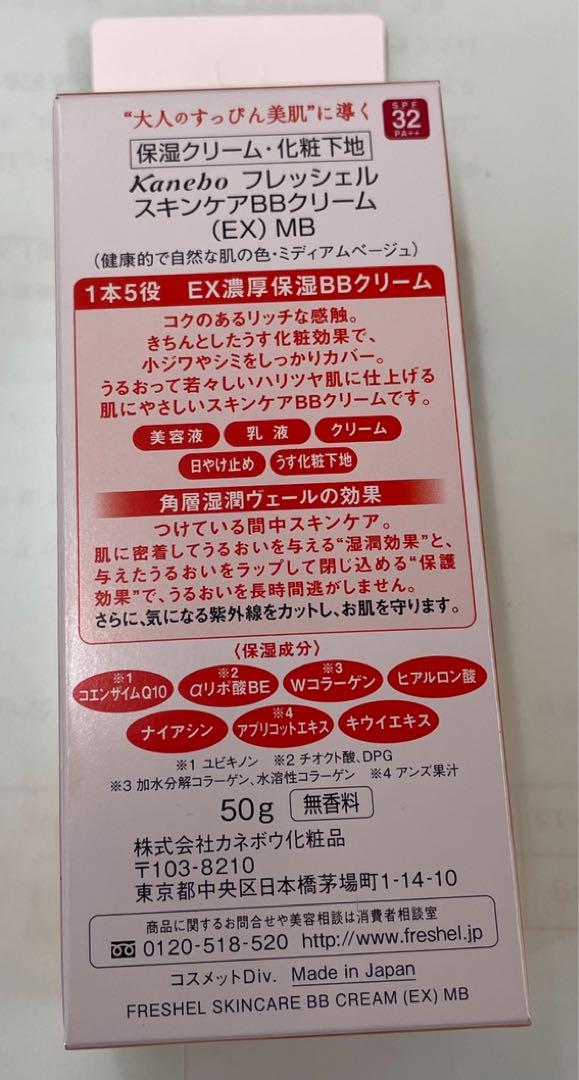 “大人のすっぴん美肌”に導く
SPF
32
PA++
保湿クリーム・化粧下地
Kanebo フレッシェル
スキンケアBBクリーム
(EX) MB
(健康的で自然な肌の色・ミディアムベージュ)
1本5役 EX濃厚保湿BBクリーム
コクのあるリッチな感触。
きちんとしたうす化粧効果で、
小ジワやシミをしっかりカバー。
うるおって若々しいハリツヤ肌に仕上げる
肌にやさしいスキンケアBBクリームです。
美容液 乳液 クリーム
日やけ止め うす化粧下地
角層湿潤ヴェールの効果
つけている間中スキンケア。
肌に密着してうるおいを与える“湿潤効果”と、
与えたうるおいをラップして閉じ込める“保護
効果”で、うるおいを長時間逃がしません。
さらに、気になる紫外線をカットし、お肌を守ります。
〈保湿成分〉
※1 コエンザイムQ10 ※2 αリポ酸BE ※3 Wコラーゲン ヒアルロン酸
ナイアシン ※4 アプリコットエキス キウイエキス
※1 ユビキノン ※2 チオクト酸、DPG
※3 加水分解コラーゲン、水溶性コラーゲン ※4 アンズ果汁
50g 無香料
株式会社カネボウ化粧品
〒103-8210
東京都中央区日本橋茅場町1-14-10
商品に関するお問合せや美容相談は消費者相談室
0120-518-520 http://www.freshel.jp
コスメットDiv. Made in Japan
FRESHEL SKINCARE BB CREAM (EX) MB